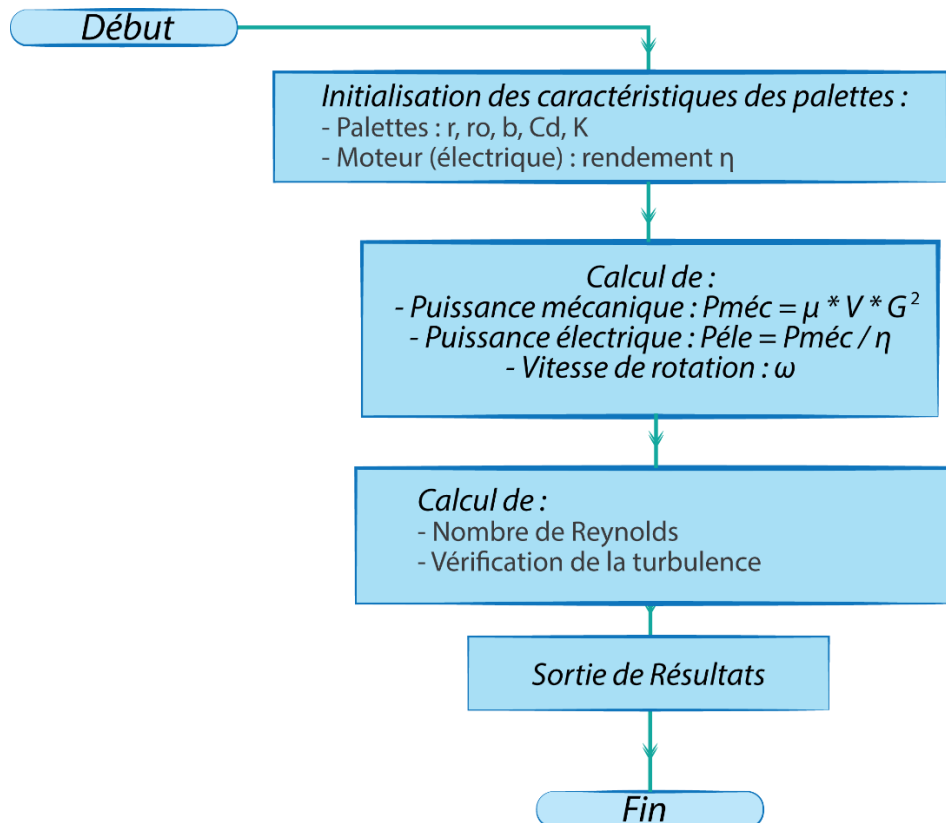 Début
Initialisation des caractéristiques des palettes :
- Palettes : r, ro, b, Cd, K
- Moteur (électrique) : rendement η
Calcul de :
- Puissance mécanique : Pméc = μ * V * G²
- Puissance électrique : Péle = Pméc / η
- Vitesse de rotation : ω
Calcul de :
- Nombre de Reynolds
- Vérification de la turbulence
Sortie de Résultats
Fin